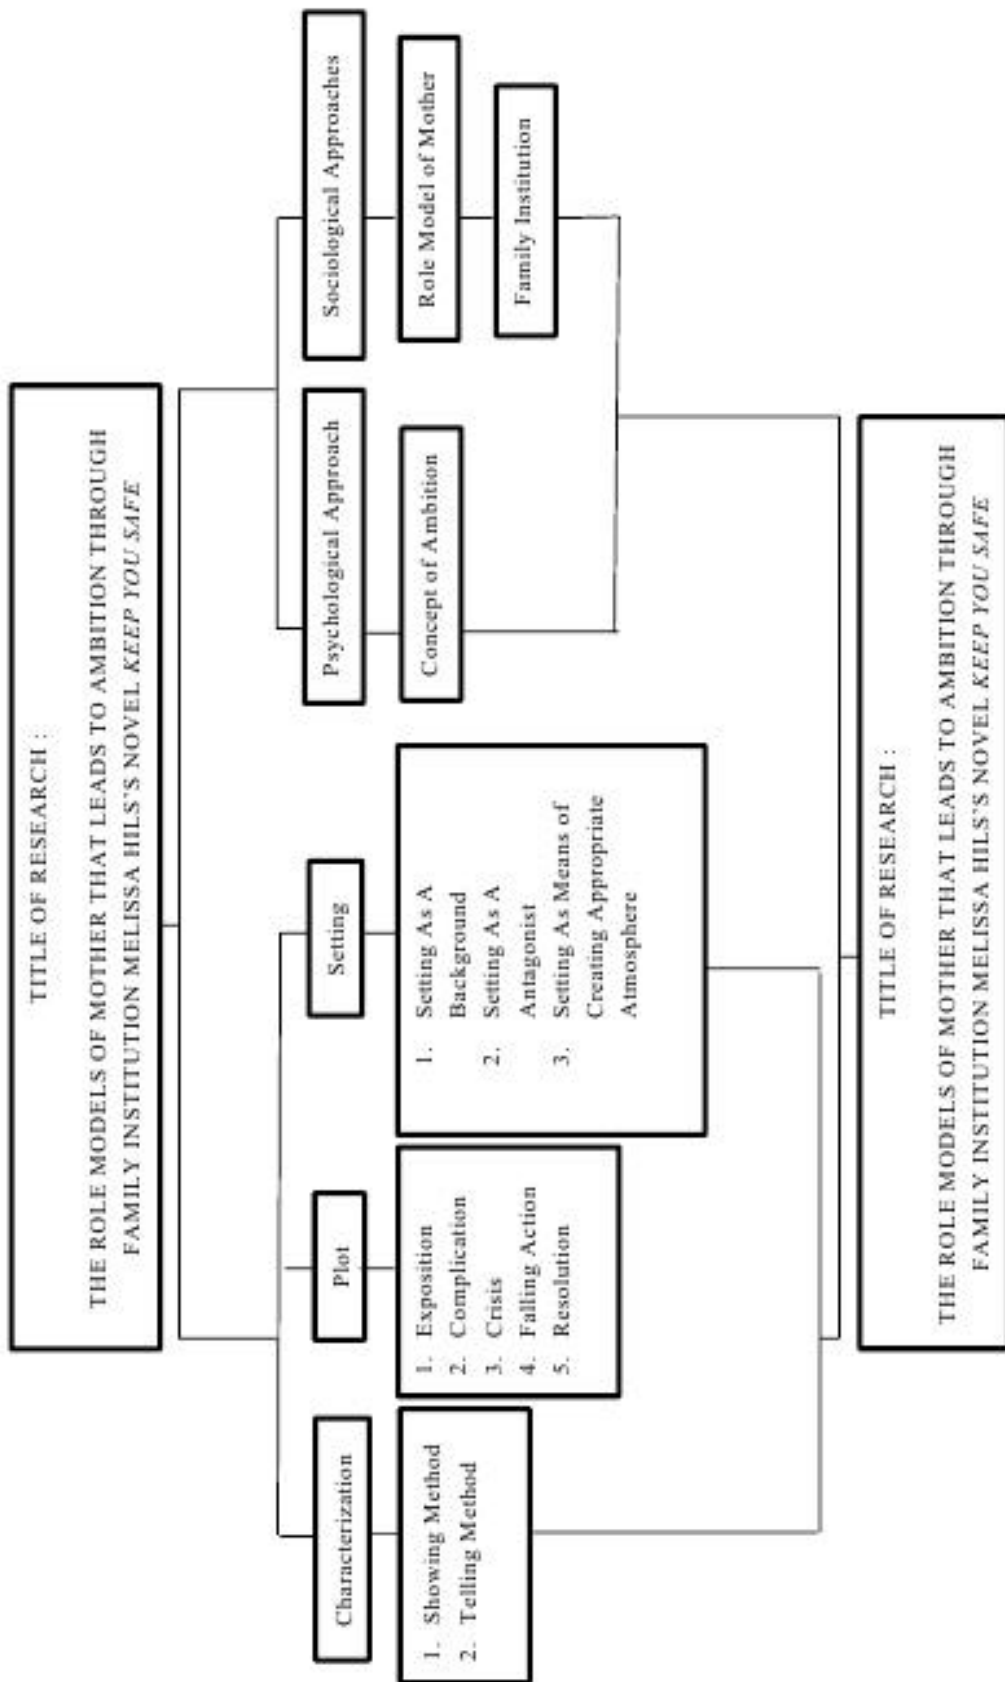 TITLE OF RESEARCH :
THE ROLE MODELS OF MOTHER THAT LEADS TO AMBITION THROUGH
FAMILY INSTITUTION MELISSA HILS'S NOVEL KEEP YOU SAFE
Characterization
Plot
Setting
Psychological Approach
Sociological Approaches
1. Showing Method
2. Telling Method
1. Exposition
2. Complication
3. Crisis
4. Falling Action
5. Resolution
1. Setting As A
Background
2. Setting As A
Antagonist
3. Setting As Means of
Creating Appropriate
Atmosphere
Concept of Ambition
Role Model of Mother
Family Institution
TITLE OF RESEARCH :
THE ROLE MODELS OF MOTHER THAT LEADS TO AMBITION THROUGH
FAMILY INSTITUTION MELISSA HILS'S NOVEL KEEP YOU SAFE